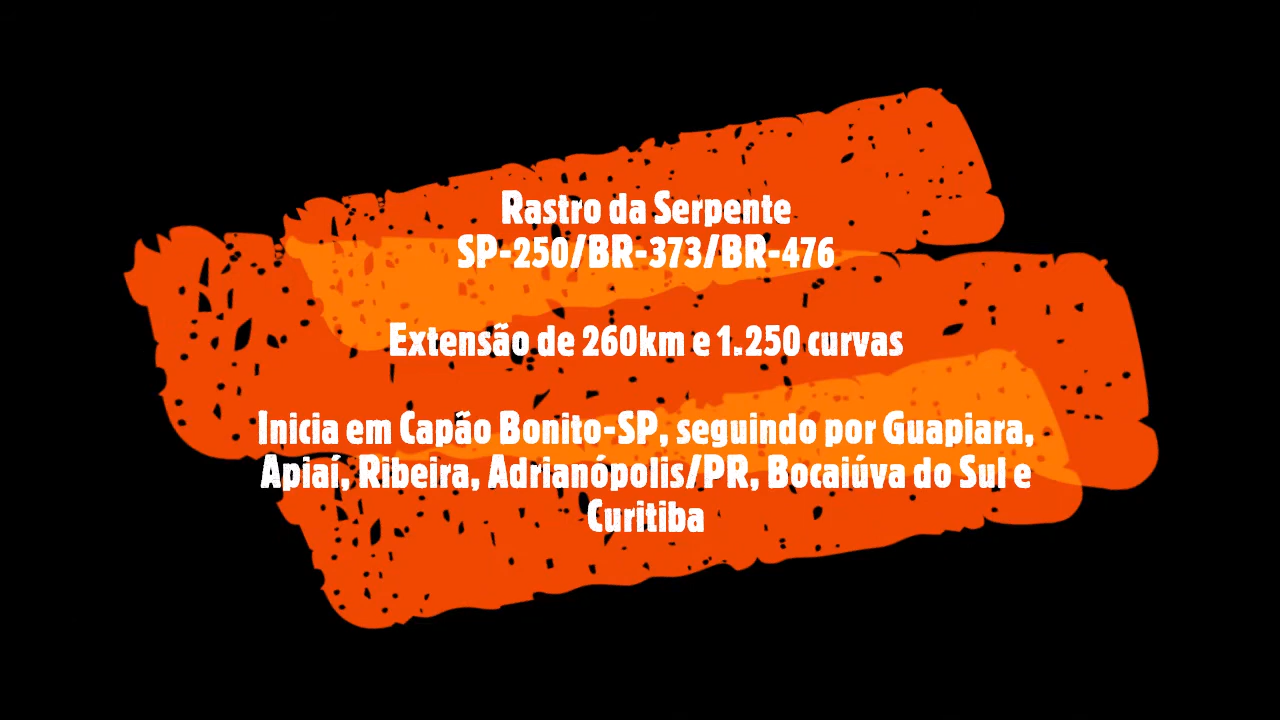 Rastro da Serpente
SP-250/BR-373/BR-476
Extensão de 260km e 1.250 curvas
Inicia em Capão Bonito-SP, seguindo por Guapiara,
Apiaí, Ribeira, Adrianópolis/PR, Bocaiúva do Sul e
Curitiba